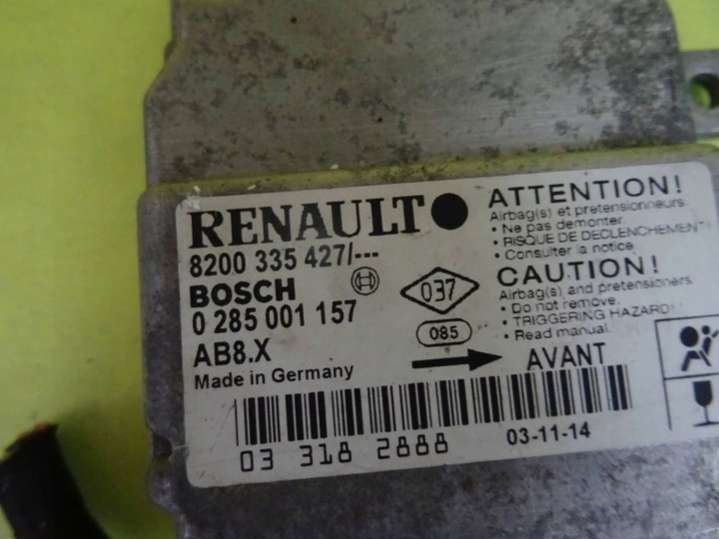 RENAULT
8200 335 427/---
BOSCH
0 285 001 157
AB8.X
Made in Germany
037
085
ATTENTION!
Airbag(s) et pretensionneurs.
• Ne pas demonter.
• RISQUE DE DECLENCHEMENT!
• Consulter la notice.
CAUTION!
Airbag(s) and pretensioners
• Do not remove.
• TRIGGERING HAZARD!
• Read manual.
AVANT
03 318 2888
03-11-14